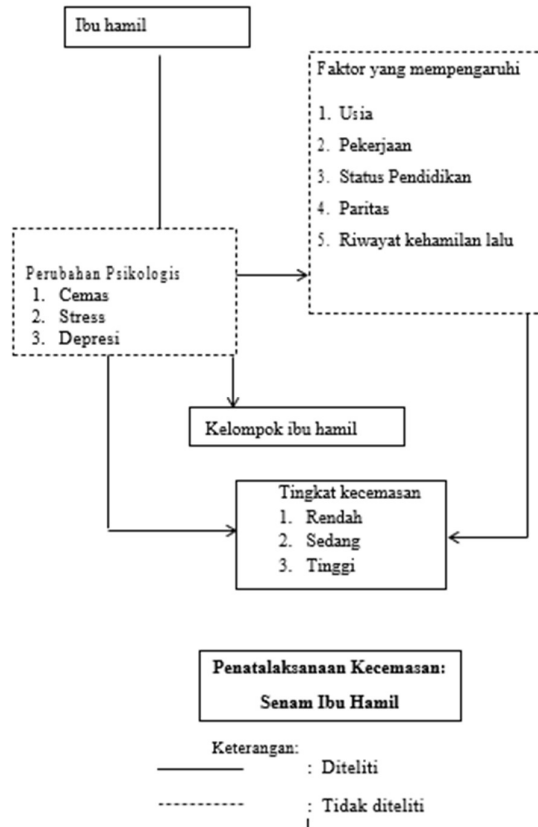 Ibu hamil
Faktor yang mempengaruhi
1. Usia
2. Pekerjaan
3. Status Pendidikan
4. Paritas
5. Riwayat kehamilan lalu
Perubahan Psikologis
1. Cemas
2. Stress
3. Depresi
Kelompok ibu hamil
Tingkat kecemasan
1. Rendah
2. Sedang
3. Tinggi
Penatalaksanaan Kecemasan:
Senam Ibu Hamil
Keterangan:
: Diteliti
: Tidak diteliti